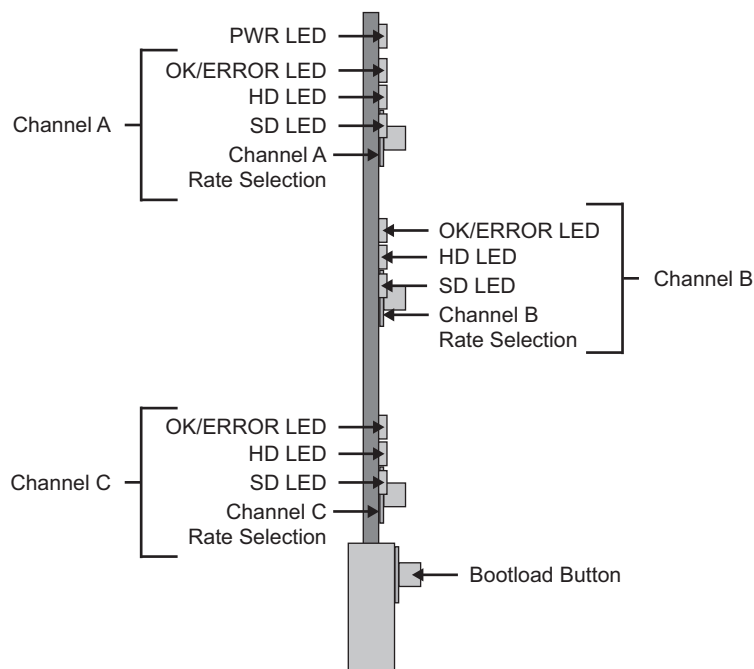 PWR LED
Channel A
OK/ERROR LED
HD LED
SD LED
Channel A
Rate Selection
OK/ERROR LED
HD LED
SD LED
Channel B
Rate Selection
Channel B
Channel C
OK/ERROR LED
HD LED
SD LED
Channel C
Rate Selection
Bootload Button